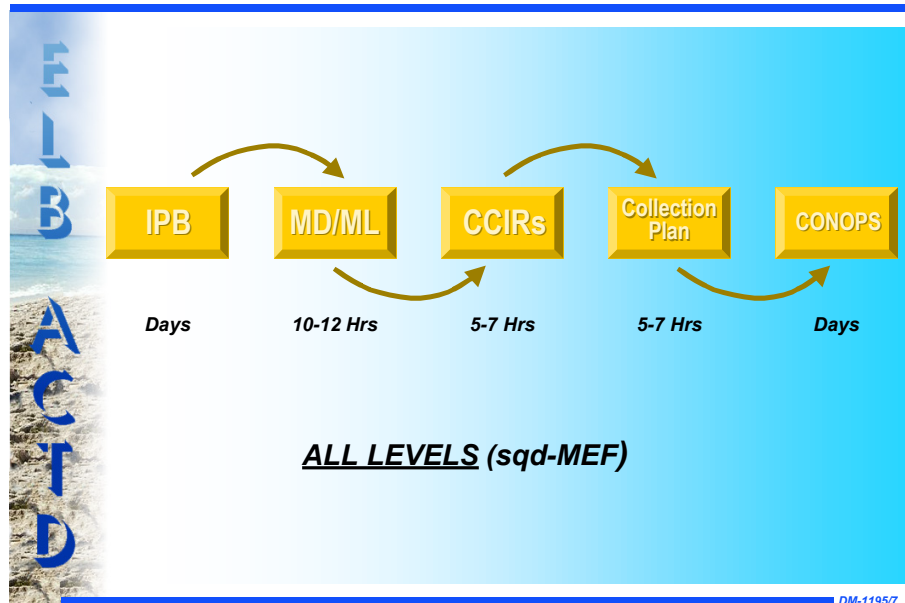 ELB ACTD
IPB
MD/ML
CCIRs
Collection
Plan
CONOPS
Days
10-12 Hrs
5-7 Hrs
5-7 Hrs
Days
ALL LEVELS (sqd-MEF)
DM-1195/7